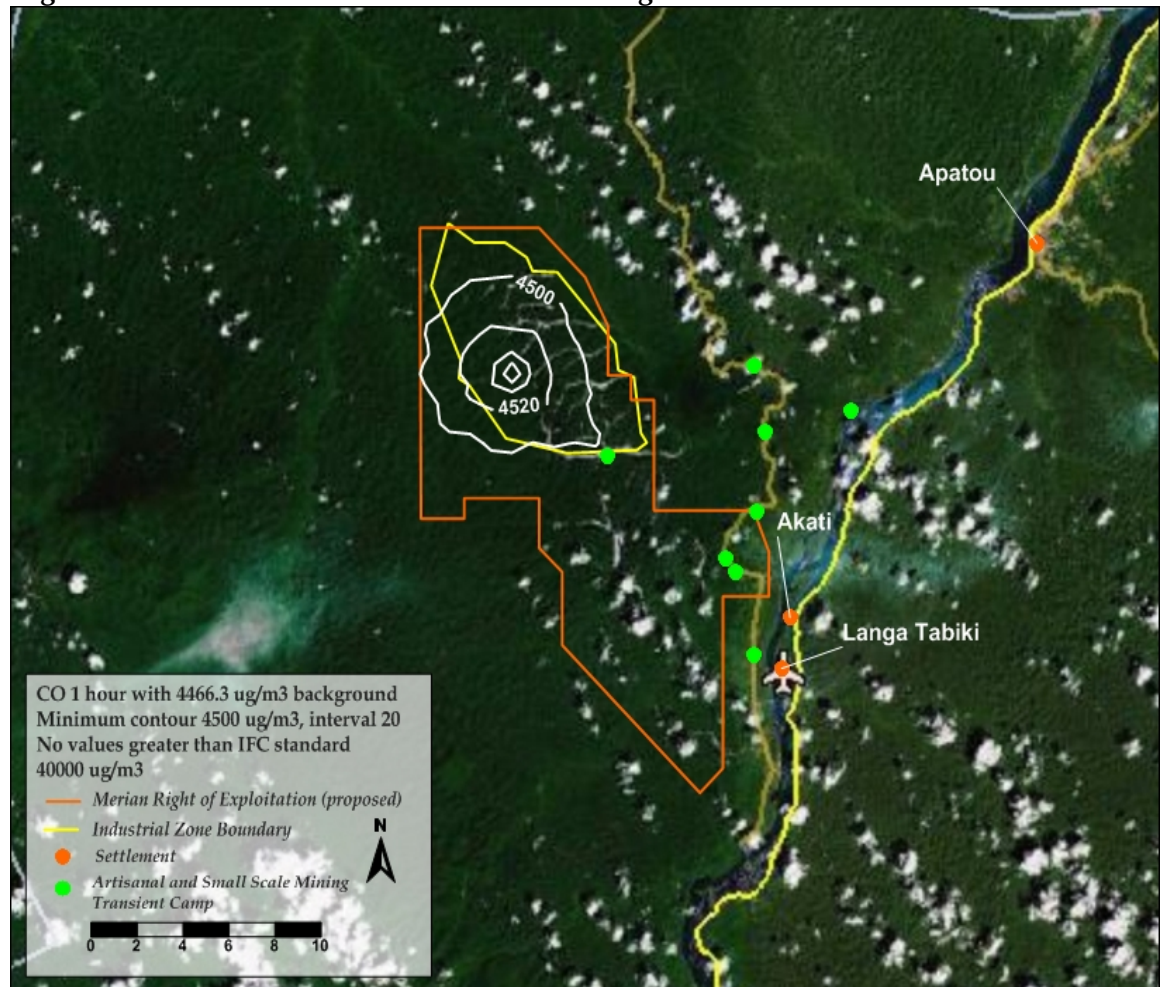 Apatou
4500
4520
Akati
Langa Tabiki
CO 1 hour with 4466.3 ug/m3 background
Minimum contour 4500 ug/m3, interval 20
No values greater than IFC standard
40000 ug/m3
Merian Right of Exploitation (proposed)
Industrial Zone Boundary
N
Settlement
Artisanal and Small Scale Mining
Transient Camp
0 2 4 6 8 10